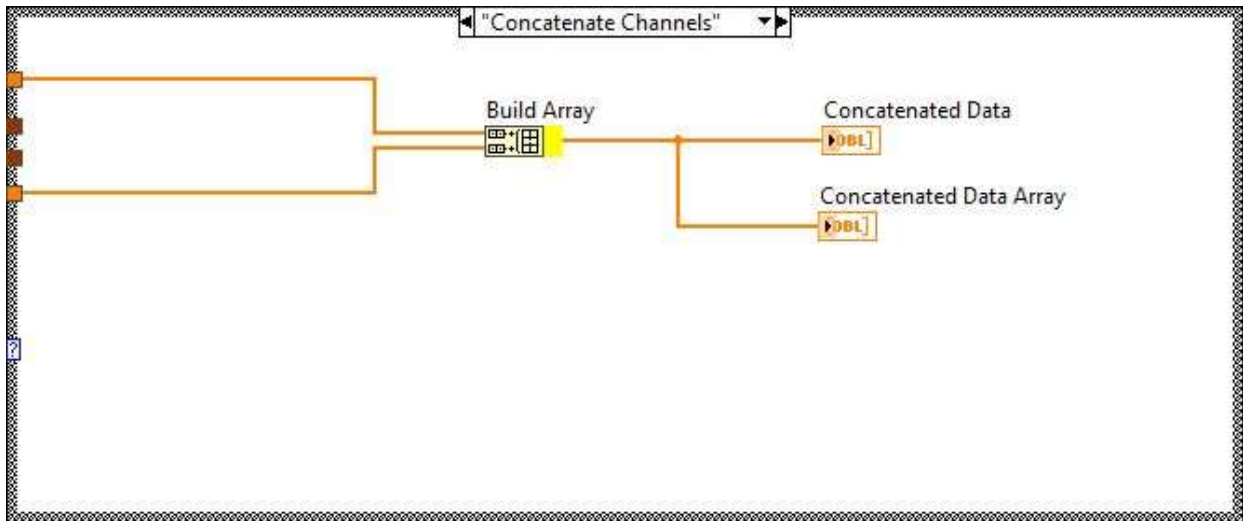 "Concatenate Channels"
Build Array
Concatenated Data
DBL]
Concatenated Data Array
DBL]
?